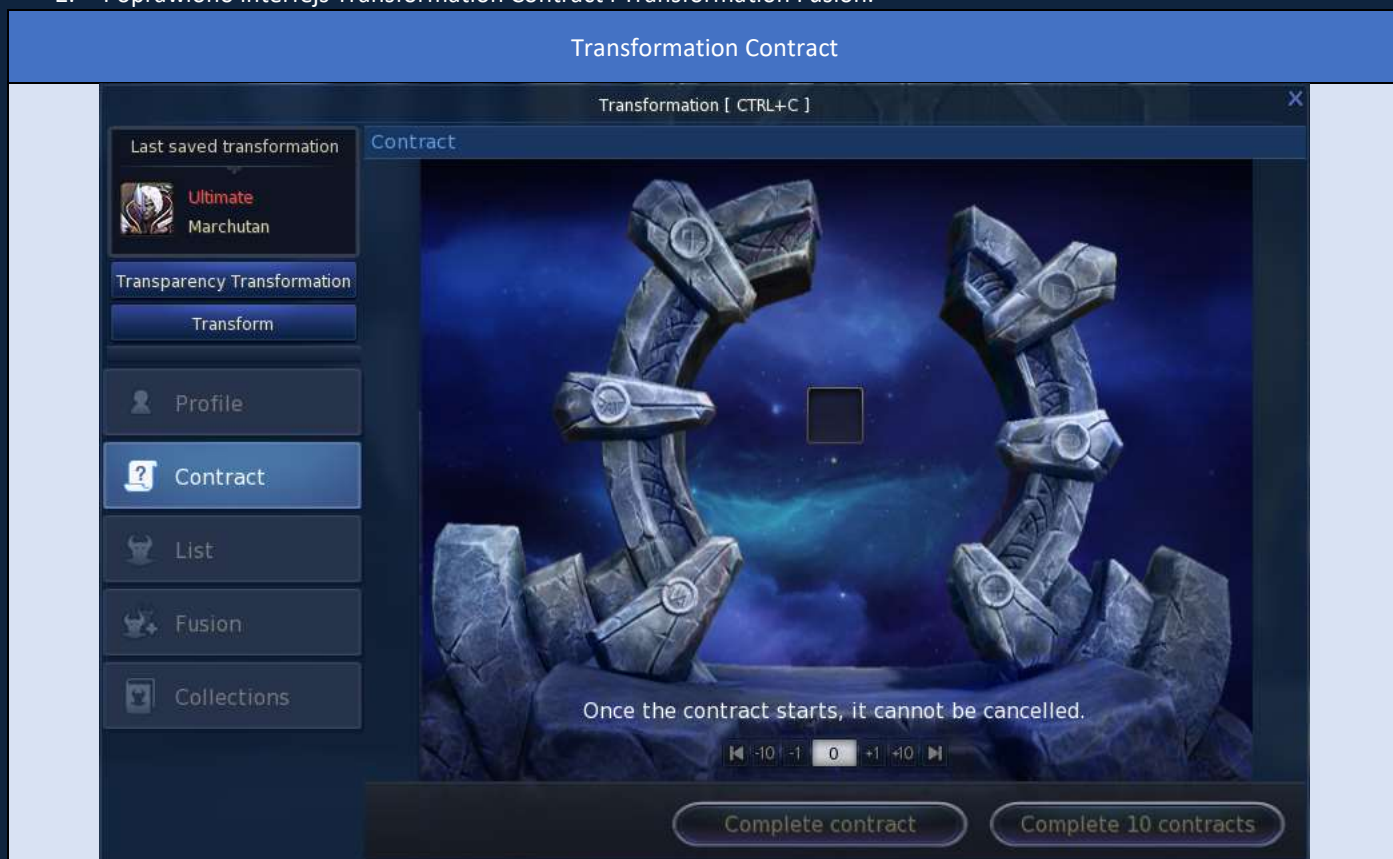 Poprawiono interfejs Transformation Contract i Transformation Fusion.
Transformation Contract
Transformation [ CTRL+C ]
X
Last saved transformation
Ultimate
Marchutan
Transparency Transformation
Transform
Profile
Contract
List
Fusion
Collections
Contract
Once the contract starts, it cannot be cancelled.
-10 -1 0 +1 +10
Complete contract
Complete 10 contracts